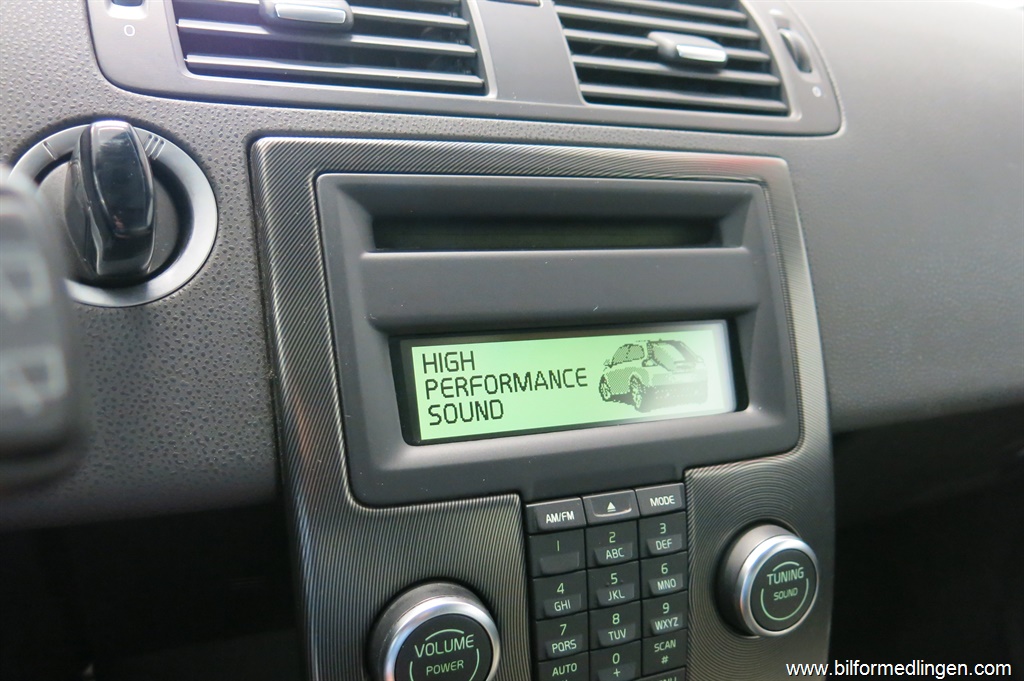 HIGH
PERFORMANCE
SOUND
AM/FM
MODE
1
2
ABC
3
DEF
4
GHI
5
JKL
6
MNO
7
PQRS
8
TUV
9
WXYZ
AUTO
0
+
SCAN
#
VOLUME
POWER
TUNING
SOUND
www.bilformedlingen.com